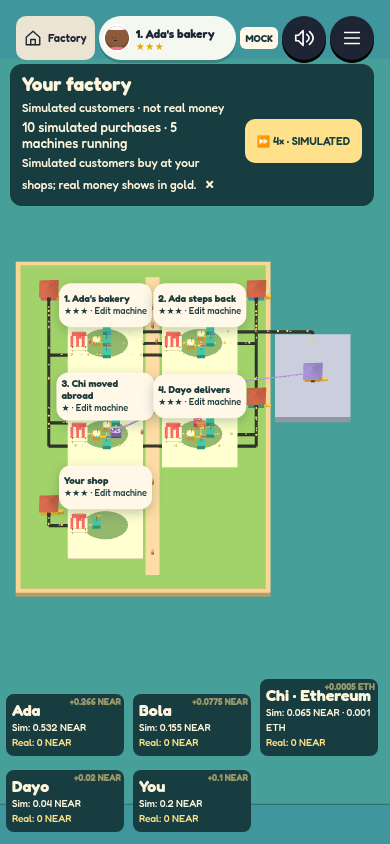 Factory
1. Ada's bakery
★★★
MOCK
Your factory
Simulated customers · not real money
10 simulated purchases · 5
machines running
Simulated customers buy at your
shops; real money shows in gold. ×
⏩ 4x · SIMULATED
1. Ada's bakery
★★★ · Edit machine
2. Ada steps back
★★★ · Edit machine
3. Chi moved
abroad
★ · Edit machine
4. Dayo delivers
★★★ · Edit machine
Your shop
★★★ · Edit machine
+0.266 NEAR
Ada
Sim: 0.532 NEAR
Real: 0 NEAR
+0.0775 NEAR
Bola
Sim: 0.155 NEAR
Real: 0 NEAR
+0.0005 ETH
Chi · Ethereum
Sim: 0.065 NEAR · 0.001
ETH
Real: 0 NEAR
+0.02 NEAR
Dayo
Sim: 0.04 NEAR
Real: 0 NEAR
+0.1 NEAR
You
Sim: 0.2 NEAR
Real: 0 NEAR